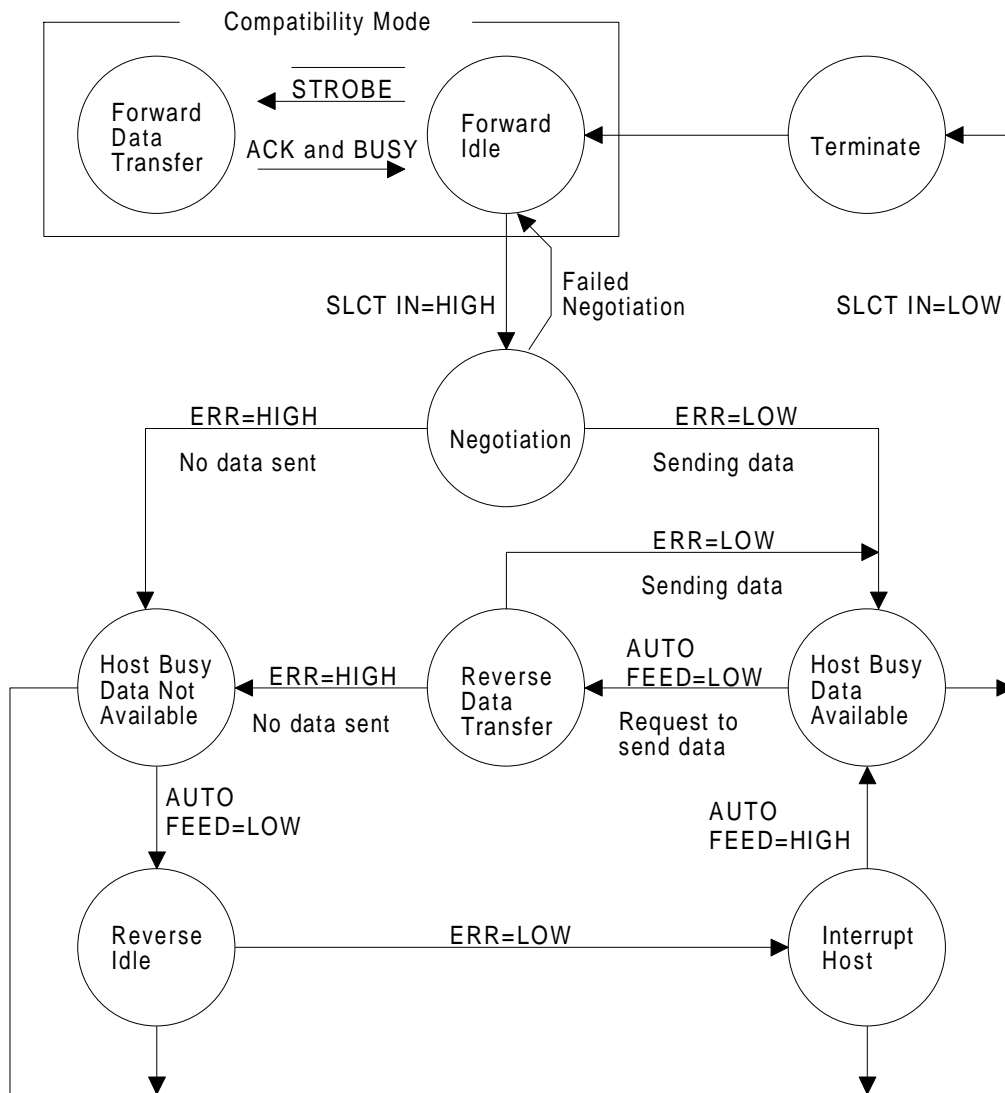 Compatibility Mode
STROBE
Forward
Data
Transfer
ACK and BUSY
Forward
Idle
Terminate
SLCT IN=HIGH
Failed
Negotiation
SLCT IN=LOW
ERR=HIGH
No data sent
Negotiation
ERR=LOW
Sending data
ERR=LOW
Sending data
Host Busy
Data Not
Available
ERR=HIGH
No data sent
Reverse
Data
Transfer
AUTO
FEED=LOW
Request to
send data
Host Busy
Data
Available
AUTO
FEED=LOW
AUTO
FEED=HIGH
Reverse
Idle
ERR=LOW
Interrupt
Host